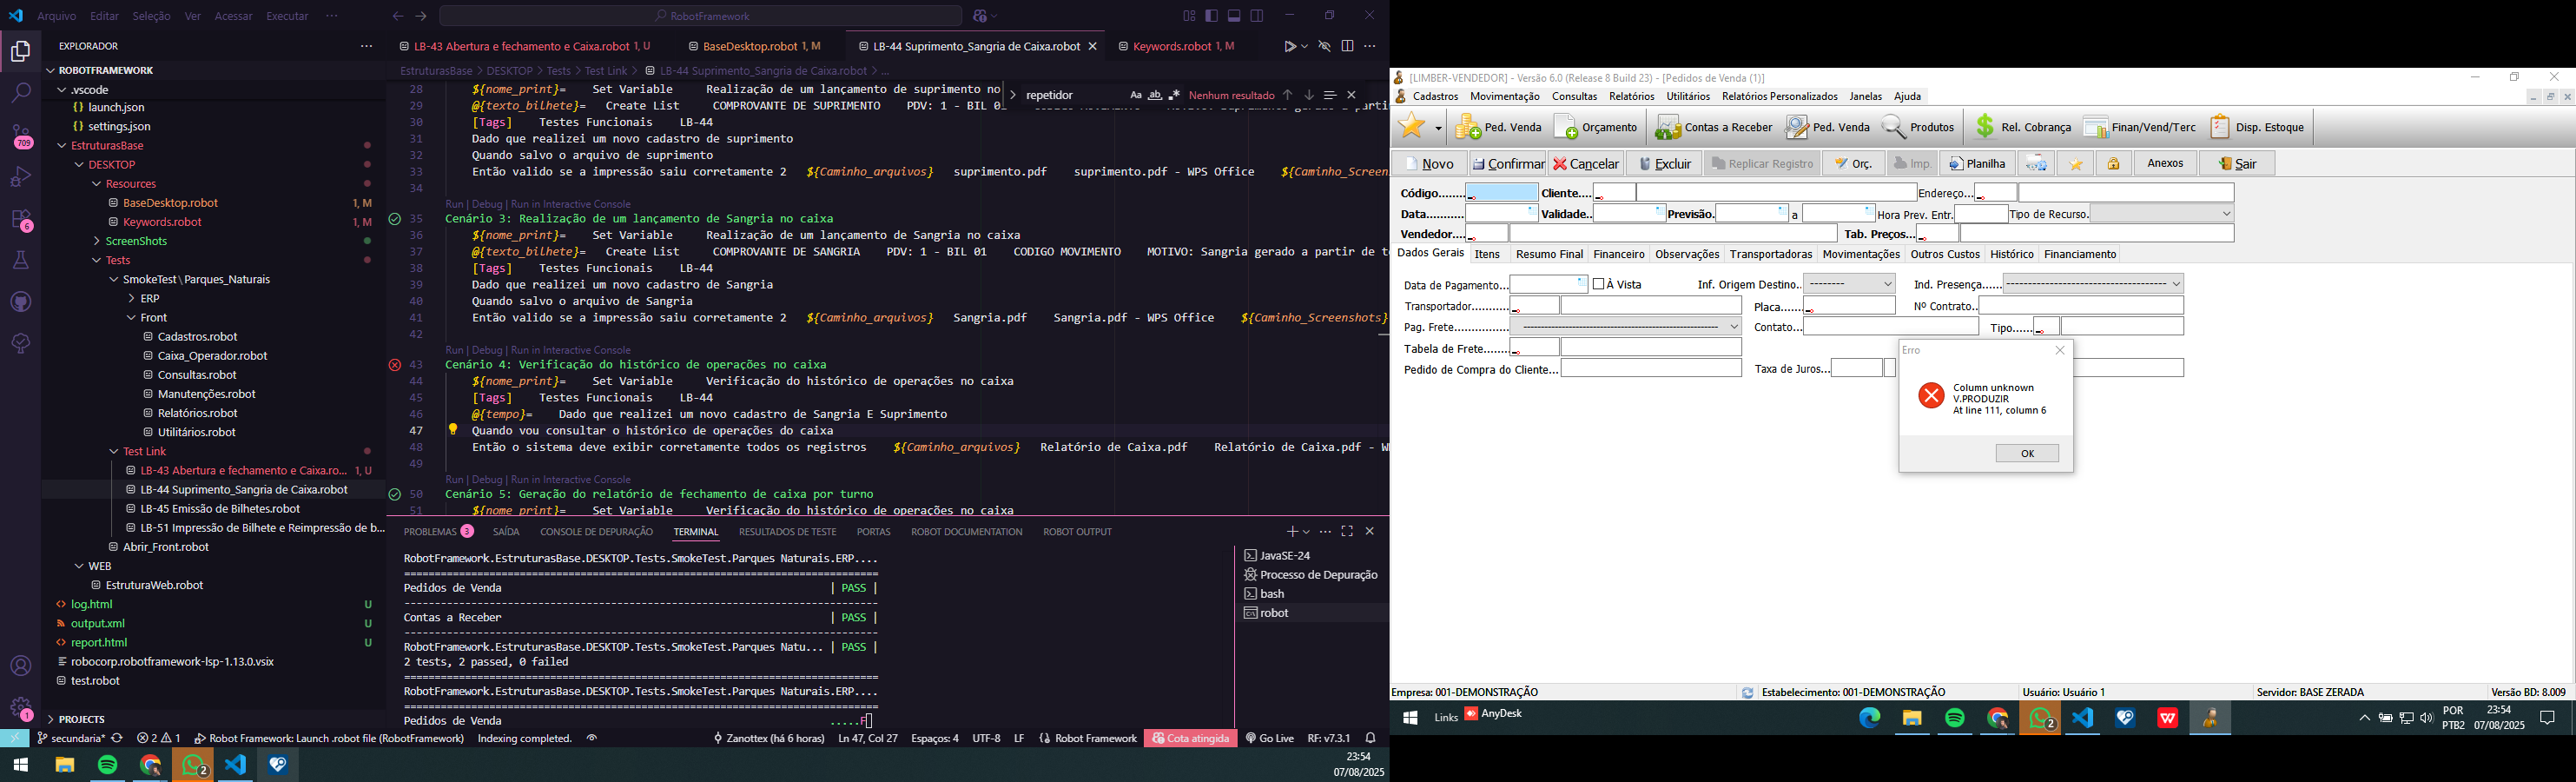 Arquivo Editar Seleção Ver Acessar Executar ···
RobotFramework
EXPLORADOR
ROBOTFRAMEWORK
.vscode
launch.json
settings.json
EstruturasBase
DESKTOP
Resources
BaseDesktop.robot 1, M
Keywords.robot 1, M
ScreenShots
Tests
SmokeTest\Parques_Naturais
ERP
Front
Cadastros.robot
Caixa_Operador.robot
Consultas.robot
Manutenções.robot
Relatórios.robot
Utilitários.robot
Test Link
LB-43 Abertura e fechamento e Caixa.ro... 1, U
LB-44 Suprimento_Sangria de Caixa.robot
LB-45 Emissão de Bilhetes.robot
LB-51 Impressão de Bilhete e Reimpressão de b...
Abrir_Front.robot
WEB
EstruturaWeb.robot
log.html U
output.xml U
report.html U
robocorp.robotframework-lsp-1.13.0.vsix
test.robot
PROJECTS
709
6
1
LB-43 Abertura e fechamento e Caixa.robot 1, U
BaseDesktop.robot 1, M
LB-44 Suprimento_Sangria de Caixa.robot
Keywords.robot 1, M
EstruturasBase > DESKTOP > Tests > Test Link > LB-44 Suprimento_Sangria de Caixa.robot > ...
repetidor
Aa ab Nenhum resultado
28 ${nome_print}= Set Variable Realização de um lançamento de suprimento no
29 @{texto_bilhete}= Create List COMPROVANTE DE SUPRIMENTO PDV: 1 - BIL 01
30 [Tags] Testes Funcionais LB-44
31 Dado que realizei um novo cadastro de suprimento
32 Quando salvo o arquivo de suprimento
33 Então valido se a impressão saiu corretamente 2 ${Caminho_arquivos} suprimento.pdf suprimento.pdf - WPS Office ${Caminho_Screens
34
Run | Debug | Run in Interactive Console
35 Cenário 3: Realização de um lançamento de Sangria no caixa
36 ${nome_print}= Set Variable Realização de um lançamento de Sangria no caixa
37 @{texto_bilhete}= Create List COMPROVANTE DE SANGRIA PDV: 1 - BIL 01 CODIGO MOVIMENTO MOTIVO: Sangria gerado a partir de t
38 [Tags] Testes Funcionais LB-44
39 Dado que realizei um novo cadastro de Sangria
40 Quando salvo o arquivo de Sangria
41 Então valido se a impressão saiu corretamente 2 ${Caminho_arquivos} Sangria.pdf Sangria.pdf - WPS Office ${Caminho_Screenshots}
42
Run | Debug | Run in Interactive Console
43 Cenário 4: Verificação do histórico de operações no caixa
44 ${nome_print}= Set Variable Verificação do histórico de operações no caixa
45 [Tags] Testes Funcionais LB-44
46 @{tempo}= Dado que realizei um novo cadastro de Sangria E Suprimento
47 Quando vou consultar o histórico de operações do caixa
48 Então o sistema deve exibir corretamente todos os registros ${Caminho_arquivos} Relatório de Caixa.pdf Relatório de Caixa.pdf - W
49
Run | Debug | Run in Interactive Console
50 Cenário 5: Geração do relatório de fechamento de caixa por turno
51 ${nome_print}= Set Variable Verificação do histórico de operações no caixa
PROBLEMAS 3 SAÍDA CONSOLE DE DEPURAÇÃO TERMINAL RESULTADOS DE TESTE PORTAS ROBOT DOCUMENTATION ROBOT OUTPUT
RobotFramework.EstruturasBase.DESKTOP.Tests.SmokeTest.Parques Naturais.ERP....
==============================================================================
Pedidos de Venda | PASS |
------------------------------------------------------------------------------
Contas a Receber | PASS |
------------------------------------------------------------------------------
RobotFramework.EstruturasBase.DESKTOP.Tests.SmokeTest.Parques Natu... | PASS |
2 tests, 2 passed, 0 failed
==============================================================================
RobotFramework.EstruturasBase.DESKTOP.Tests.SmokeTest.Parques Naturais.ERP....
==============================================================================
Pedidos de Venda .....F
JavaSE-24
Processo de Depuração
bash
robot
secundaria* 2 1 Robot Framework: Launch .robot file (RobotFramework) Indexing completed. Zanottex (há 6 horas) Ln 47, Col 27 Espaços: 4 UTF-8 LF Robot Framework Cota atingida Go Live RF: v7.3.1
2
23:54
07/08/2025
[LIMBER-VENDEDOR] - Versão 6.0 (Release 8 Build 23) - [Pedidos de Venda (1)]
Cadastros Movimentação Consultas Relatórios Utilitários Relatórios Personalizados Janelas Ajuda
Ped. Venda Orçamento Contas a Receber Ped. Venda Produtos Rel. Cobrança Finan/Vend/Terc Disp. Estoque
Novo Confirmar Cancelar Excluir Replicar Registro Orç. Imp. Planilha Anexos Sair
Código........ Cliente.... Endereço...
Data........... Validade.. Previsão. a Hora Prev. Entr. Tipo de Recurso.
Vendedor.... Tab. Preços...
Dados Gerais Itens Resumo Final Financeiro Observações Transportadoras Movimentações Outros Custos Histórico Financiamento
Data de Pagamento... À Vista Inf. Origem Destino.. -------- Ind. Presença...... ------------------------------------
Transportador.......... Placa...... Nº Contrato..
Pag. Frete............... ------------------------------------ Contato... Tipo......
Tabela de Frete.......
Pedido de Compra do Cliente... Taxa de Juros...
Erro
Column unknown
V.PRODUZIR
At line 111, column 6
OK
Empresa: 001-DEMONSTRAÇÃO Estabelecimento: 001-DEMONSTRAÇÃO Usuário: Usuário 1 Servidor: BASE ZERADA Versão BD: 8.009
Links AnyDesk
2
POR
PTB2
23:54
07/08/2025